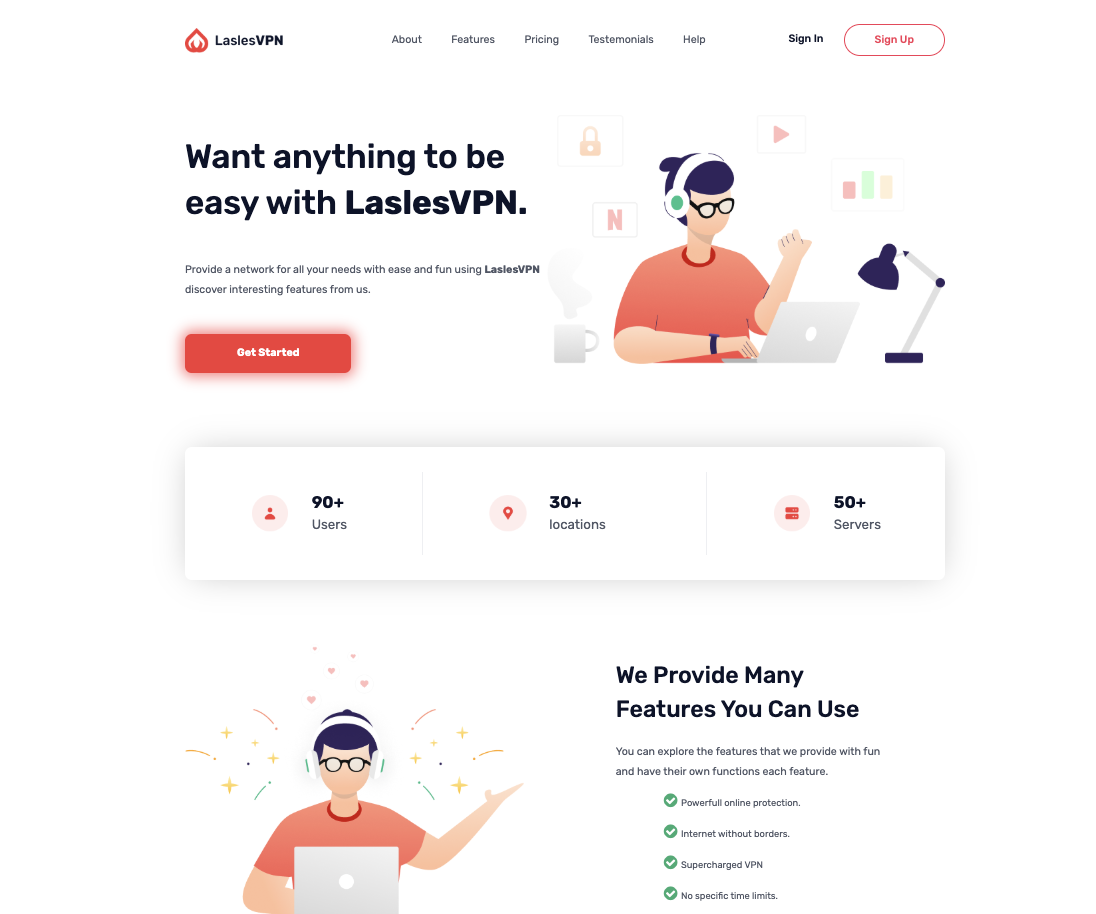 LaslesVPN
About
Features
Pricing
Testemonials
Help
Sign In
Sign Up
Want anything to be
easy with LaslesVPN.
Provide a network for all your needs with ease and fun using LaslesVPN
discover interesting features from us.
Get Started
N
90+
Users
30+
locations
50+
Servers
We Provide Many
Features You Can Use
You can explore the features that we provide with fun
and have their own functions each feature.
Powerfull online protection.
Internet without borders.
Supercharged VPN
No specific time limits.